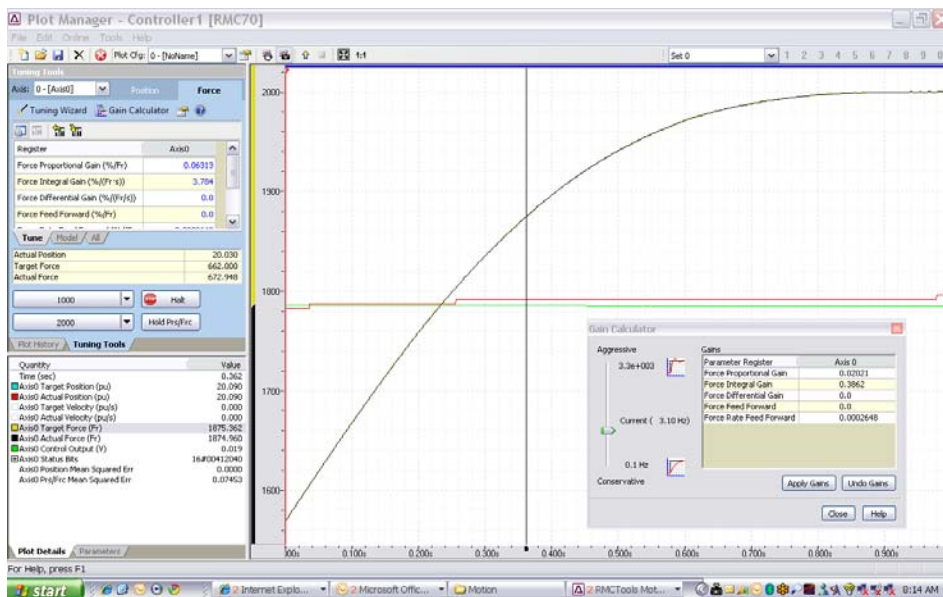 Plot Manager - Controller1 [RMC70]
File Edit Online Tools Help
Plot Cfg: 0 - [NoName] 1:1 Set 0 1 2 3 4 5 6 7 8
Tuning Tools
Axis: 0 - [Axis0] Position Force
Tuning Wizard Gain Calculator
Register Axis0
Force Proportional Gain (%/Fr) 0.06313
Force Integral Gain (%/(Fr·s)) 3.784
Force Differential Gain (%/(Fr/s)) 0.0
Force Feed Forward (%/Fr) 0.0
Tune Model All
Actual Position 20.030
Target Force 662.000
Actual Force 672.948
1000 Halt
2000 Hold Prs/Frc
Plot History Tuning Tools
Quantity Value
Time (sec) 0.362
Axis0 Target Position (pu) 20.090
Axis0 Actual Position (pu) 20.090
Axis0 Target Velocity (pu/s) 0.000
Axis0 Actual Velocity (pu/s) 0.000
Axis0 Target Force (Fr) 1875.362
Axis0 Actual Force (Fr) 1874.960
Axis0 Control Output (V) 0.019
Axis0 Status Bits 16#00412040
Axis0 Position Mean Squared Err 0.0000
Axis0 Prs/Frc Mean Squared Err 0.07453
Plot Details Parameters
2000
1900
1800
1700
1600
00s 0.100s 0.200s 0.300s 0.400s 0.500s 0.600s 0.700s 0.800s 0.900s
Gain Calculator
Aggressive
3.3e+003
Current ( 3.10 Hz)
0.1 Hz
Conservative
Gains
Parameter Register Axis 0
Force Proportional Gain 0.02021
Force Integral Gain 0.3862
Force Differential Gain 0.0
Force Feed Forward 0.0
Force Rate Feed Forward 0.0002648
Apply Gains Undo Gains
Close Help
For Help, press F1
start 2 Internet Explo... 2 Microsoft Offic... Motion 2 RMCTools Mot... 8:14 AM